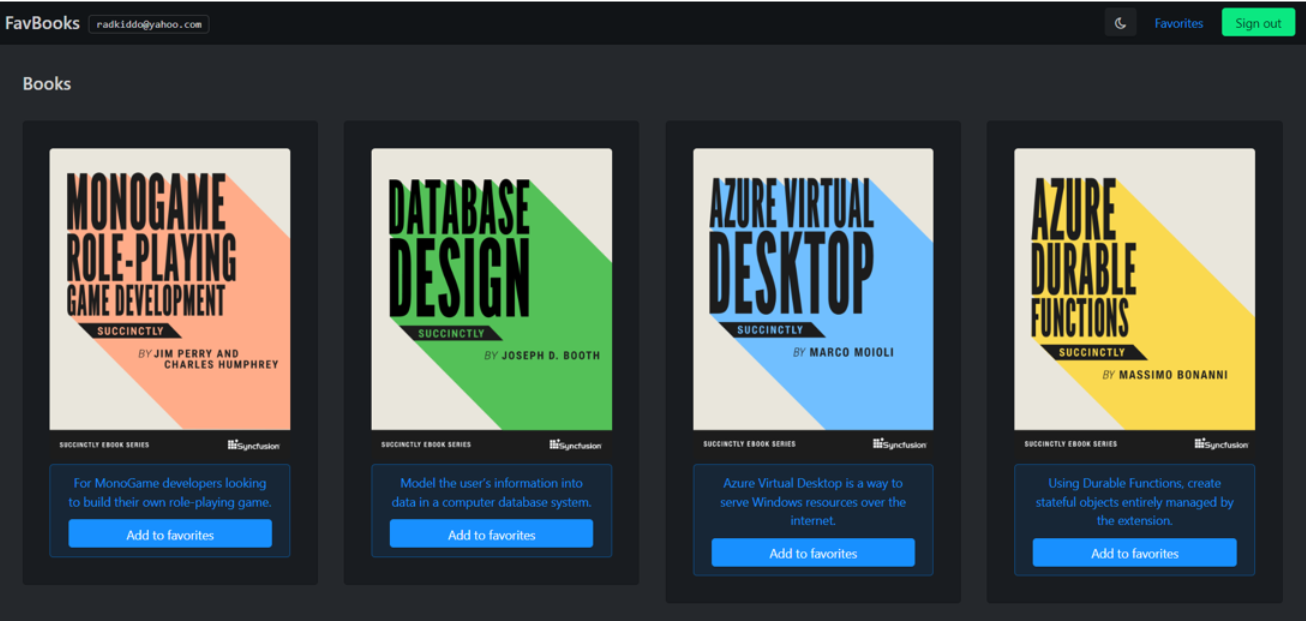 FavBooks radkiddo@yahoo.com Favorites Sign out
Books
MONOGAME
ROLE-PLAYING
GAME DEVELOPMENT
SUCCINCTLY
BY JIM PERRY AND
CHARLES HUMPHREY
SUCCINCTLY EBOOK SERIES Syncfusion
For MonoGame developers looking
to build their own role-playing game.
Add to favorites
DATABASE
DESIGN
SUCCINCTLY
BY JOSEPH D. BOOTH
SUCCINCTLY EBOOK SERIES Syncfusion
Model the user's information into
data in a computer database system.
Add to favorites
AZURE VIRTUAL
DESKTOP
SUCCINCTLY
BY MARCO MOIOLI
SUCCINCTLY EBOOK SERIES Syncfusion
Azure Virtual Desktop is a way to
serve Windows resources over the
internet.
Add to favorites
AZURE
DURABLE
FUNCTIONS
SUCCINCTLY
BY MASSIMO BONANNI
SUCCINCTLY EBOOK SERIES Syncfusion
Using Durable Functions, create
stateful objects entirely managed by
the extension.
Add to favorites